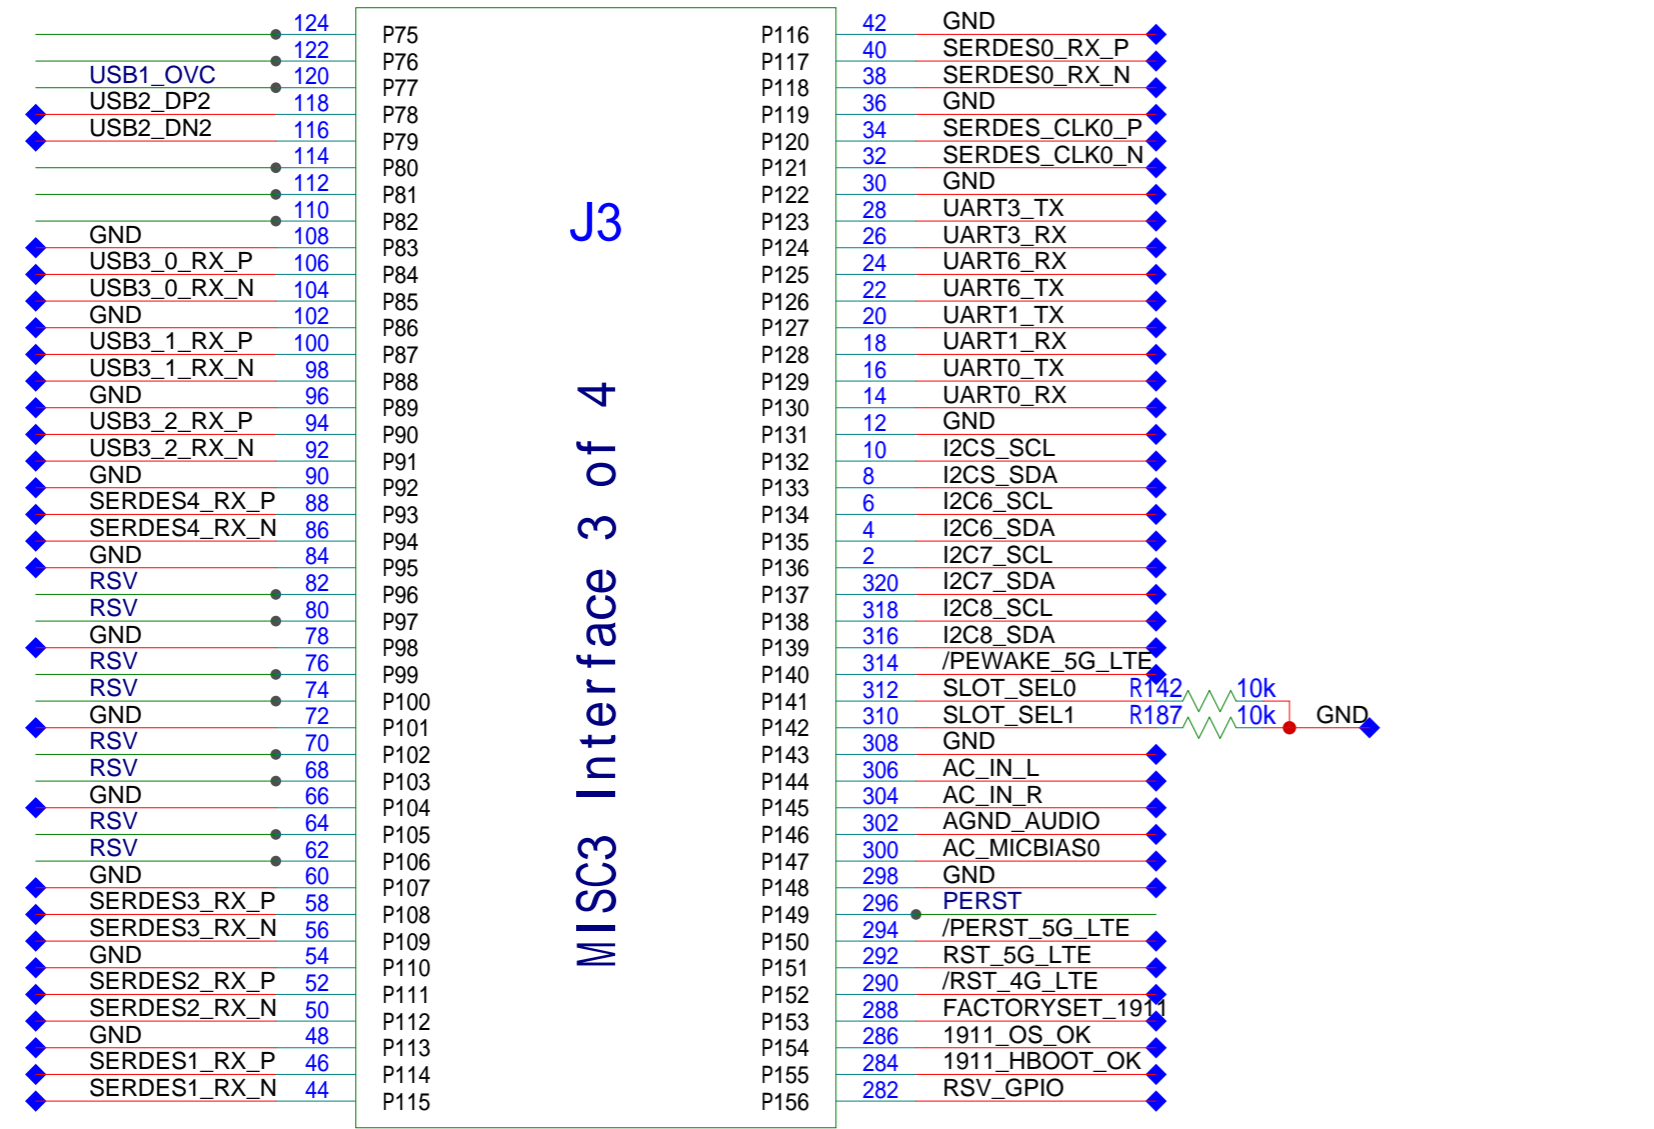 124 P75 P116 42 GND
122 P76 P117 40 SERDES0_RX_P
USB1_OVC 120 P77 P118 38 SERDES0_RX_N
USB2_DP2 118 P78 P119 36 GND
USB2_DN2 116 P79 P120 34 SERDES_CLK0_P
114 P80 P121 32 SERDES_CLK0_N
112 P81 P122 30 GND
110 P82 P123 28 UART3_TX
J3
GND 108 P83 P124 26 UART3_RX
USB3_0_RX_P 106 P84 P125 24 UART6_RX
USB3_0_RX_N 104 P85 P126 22 UART6_TX
GND 102 P86 P127 20 UART1_TX
USB3_1_RX_P 100 P87 P128 18 UART1_RX
USB3_1_RX_N 98 P88 P129 16 UART0_TX
GND 96 P89 P130 14 UART0_RX
USB3_2_RX_P 94 P90 P131 12 GND
USB3_2_RX_N 92 P91 P132 10 I2CS_SCL
GND 90 P92 P133 8 I2CS_SDA
SERDES4_RX_P 88 P93 P134 6 I2C6_SCL
SERDES4_RX_N 86 P94 P135 4 I2C6_SDA
GND 84 P95 P136 2 I2C7_SCL
RSV 82 P96 P137 320 I2C7_SDA
RSV 80 P97 P138 318 I2C8_SCL
GND 78 P98 P139 316 I2C8_SDA
RSV 76 P99 P140 314 /PEWAKE_5G_LTE
RSV 74 P100 P141 312 SLOT_SEL0 R142 10k
GND 72 P101 P142 310 SLOT_SEL1 R187 10k GND
RSV 70 P102 P143 308 GND
RSV 68 P103 P144 306 AC_IN_L
GND 66 P104 P145 304 AC_IN_R
RSV 64 P105 P146 302 AGND_AUDIO
RSV 62 P106 P147 300 AC_MICBIAS0
GND 60 P107 P148 298 GND
SERDES3_RX_P 58 P108 P149 296 PERST
SERDES3_RX_N 56 P109 P150 294 /PERST_5G_LTE
GND 54 P110 P151 292 RST_5G_LTE
SERDES2_RX_P 52 P111 P152 290 /RST_4G_LTE
SERDES2_RX_N 50 P112 P153 288 FACTORYSET_1911
GND 48 P113 P154 286 1911_OS_OK
SERDES1_RX_P 46 P114 P155 284 1911_HBOOT_OK
SERDES1_RX_N 44 P115 P156 282 RSV_GPIO
MISC3 Interface 3 of 4